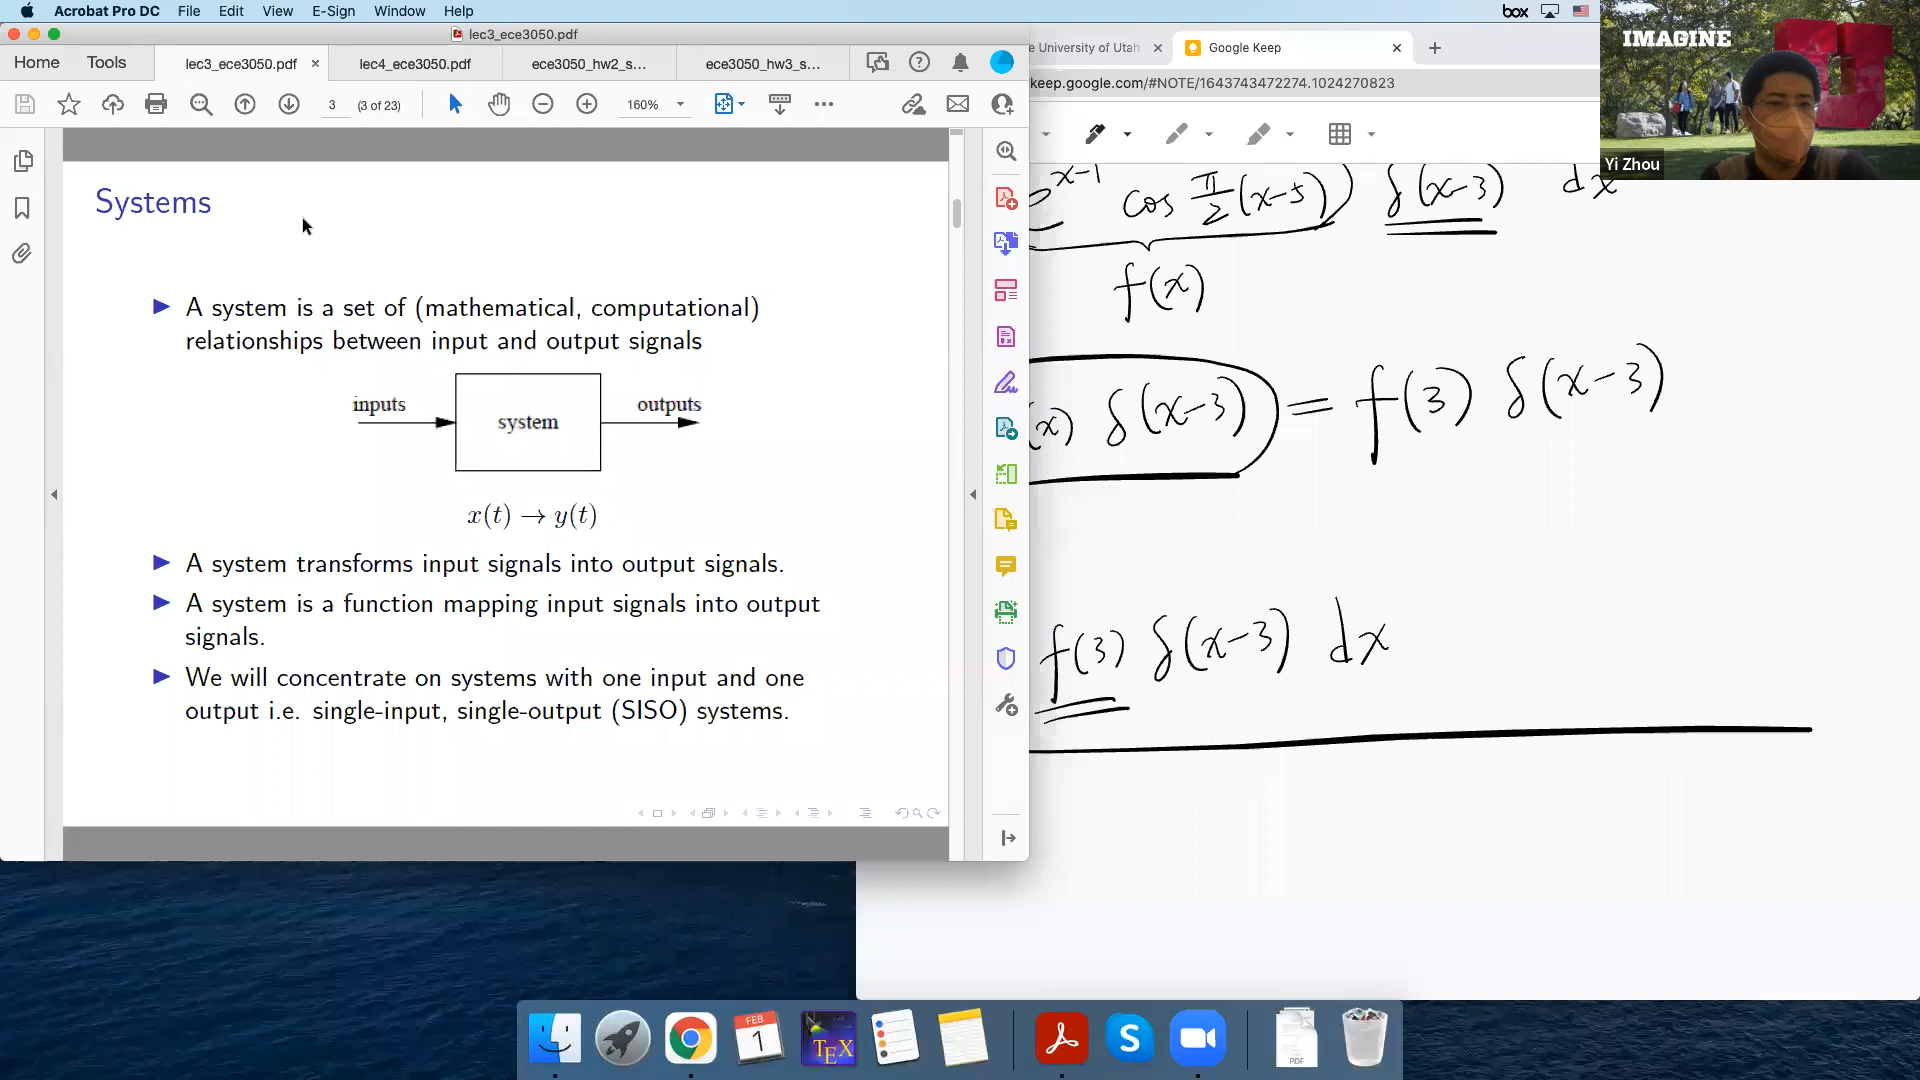 Acrobat Pro DC File Edit View E-Sign Window Help
box
lec3_ece3050.pdf
Home Tools lec3_ece3050.pdf × lec4_ece3050.pdf ece3050_hw2_s... ece3050_hw3_s...
3 (3 of 23) 160%
Systems
A system is a set of (mathematical, computational)
relationships between input and output signals
inputs system outputs
x(t) → y(t)
A system transforms input signals into output signals.
A system is a function mapping input signals into output
signals.
We will concentrate on systems with one input and one
output i.e. single-input, single-output (SISO) systems.
e University of Utah × Google Keep × +
keep.google.com/#NOTE/1643743472274.1024270823
x-1 cos π/2 (x-5)) δ(x-3) dx
f(x)
(x) δ(x-3) = f(3) δ(x-3)
f(3) δ(x-3) dx
IMAGINE
U
Yi Zhou
FEB
1
TEX
S
PDF